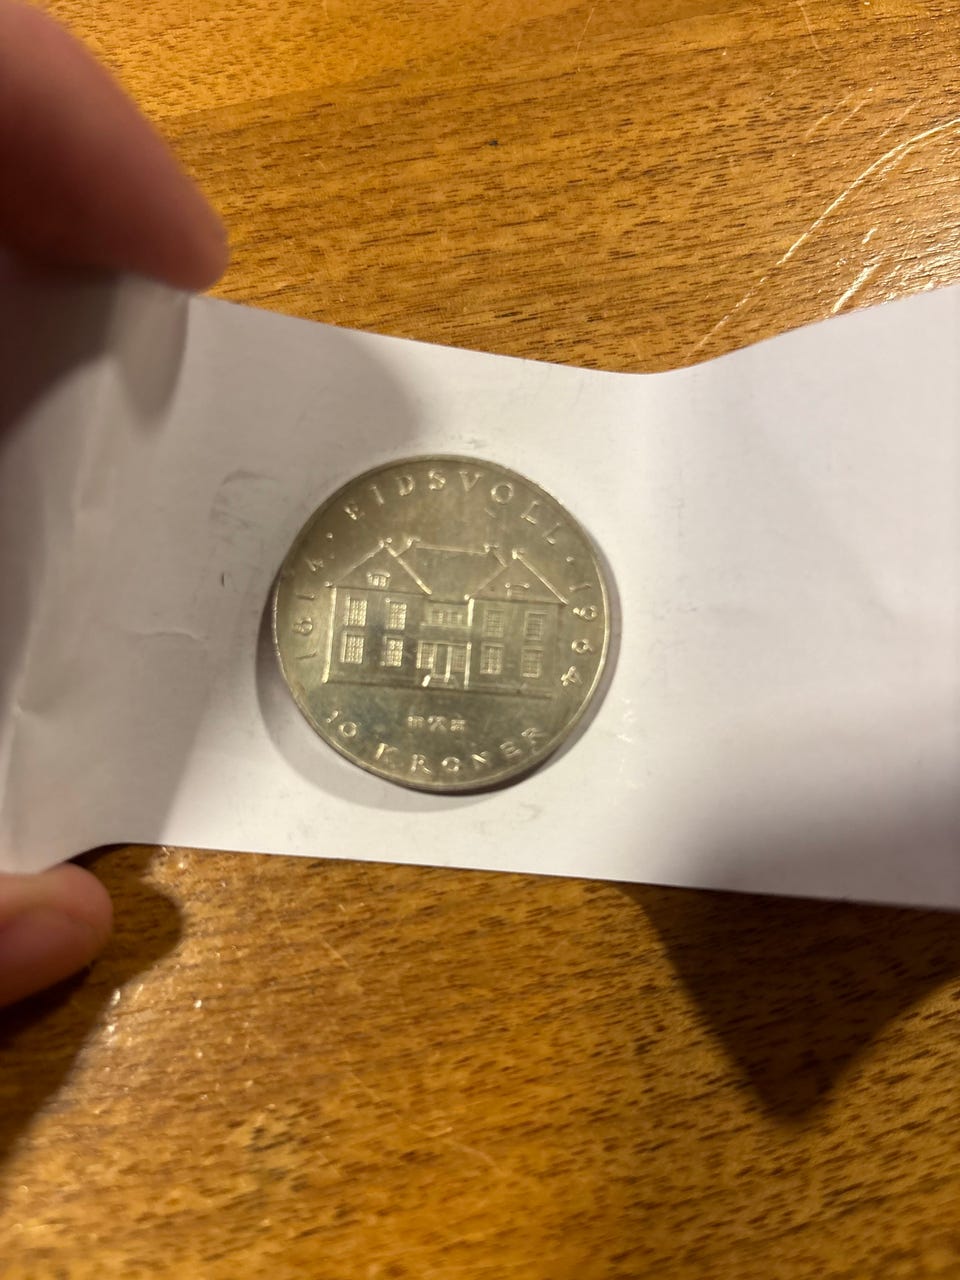 1814 · EIDSVOLL · 1964
10 KRONER